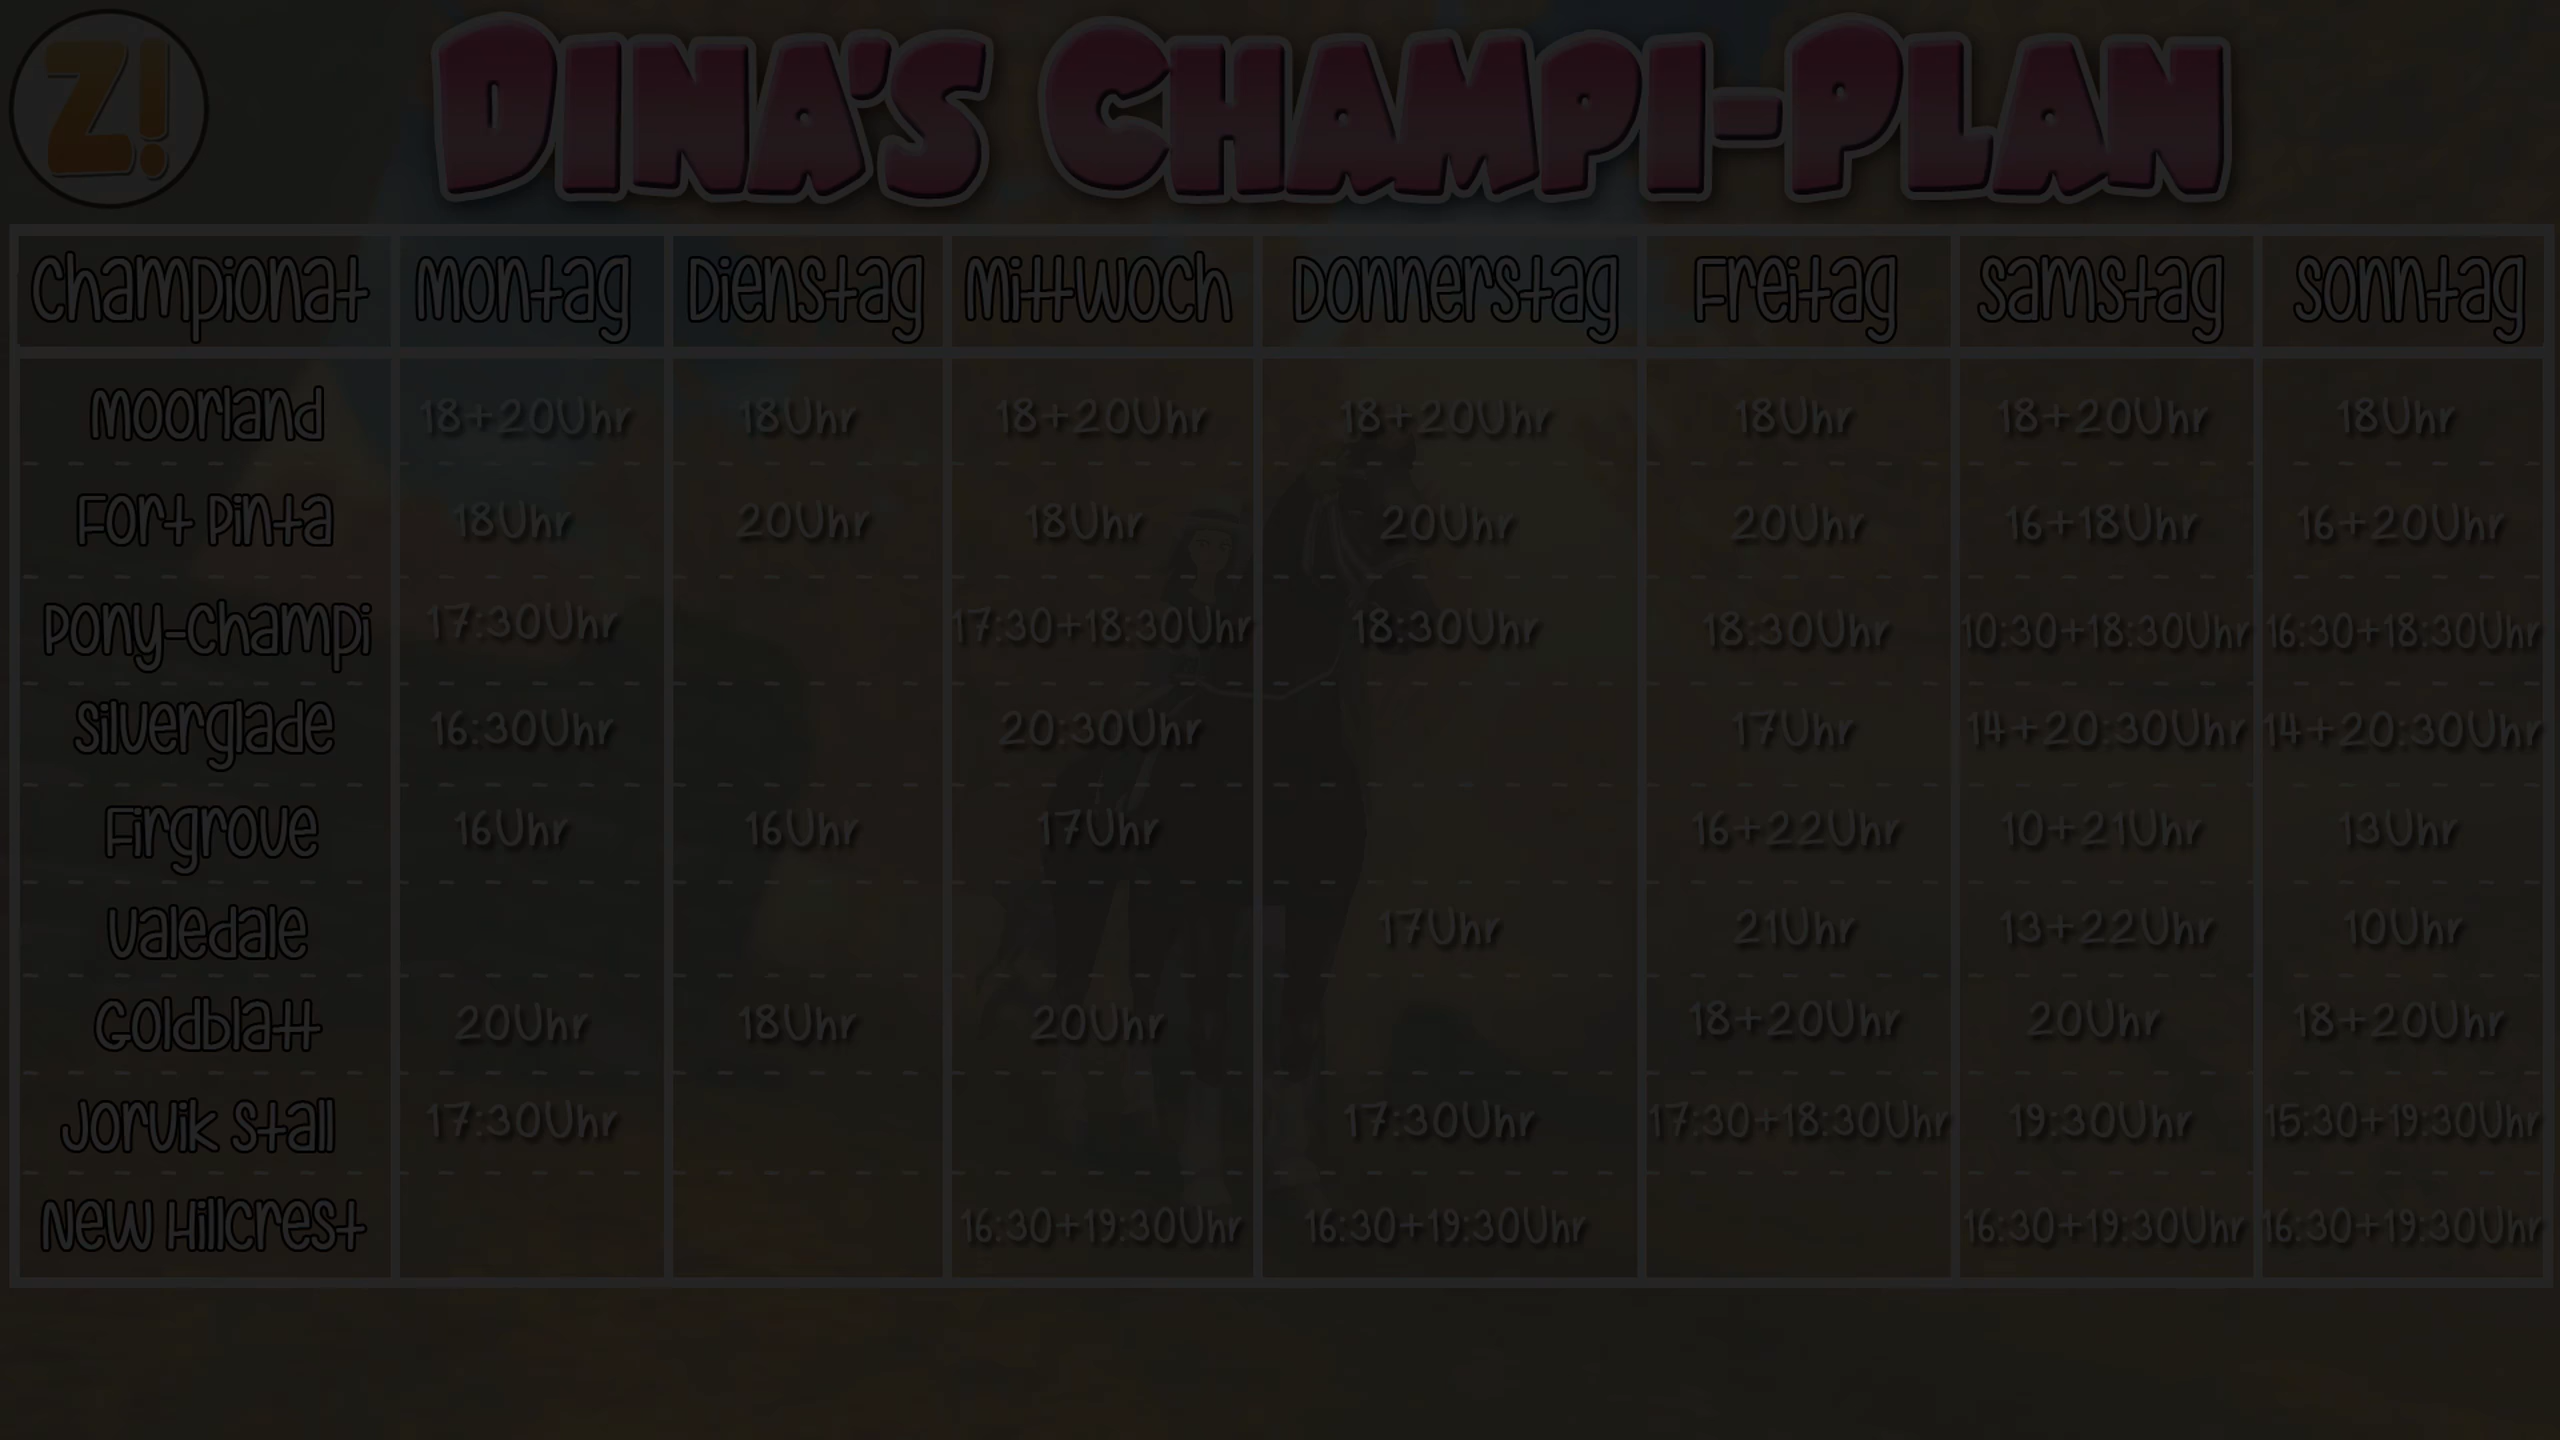 Z!
Dina's Champi-Plan
Championat Montag Dienstag Mittwoch Donnerstag Freitag Samstag Sonntag
Moorland 18+20Uhr 18Uhr 18+20Uhr 18+20Uhr 18Uhr 18+20Uhr 18Uhr
Fort Pinta 18Uhr 20Uhr 18Uhr 20Uhr 20Uhr 16+18Uhr 16+20Uhr
Pony-Champi 17:30Uhr 17:30+18:30Uhr 18:30Uhr 18:30Uhr 10:30+18:30Uhr 16:30+18:30Uhr
Silverglade 16:30Uhr 20:30Uhr 17Uhr 14+20:30Uhr 14+20:30Uhr
Firgrove 16Uhr 16Uhr 17Uhr 16+22Uhr 10+21Uhr 13Uhr
Valedale 17Uhr 21Uhr 13+22Uhr 10Uhr
Goldblatt 20Uhr 18Uhr 20Uhr 18+20Uhr 20Uhr 18+20Uhr
Jorvik Stall 17:30Uhr 17:30Uhr 17:30+18:30Uhr 19:30Uhr 15:30+19:30Uhr
New Hillcrest 16:30+19:30Uhr 16:30+19:30Uhr 16:30+19:30Uhr 16:30+19:30Uhr